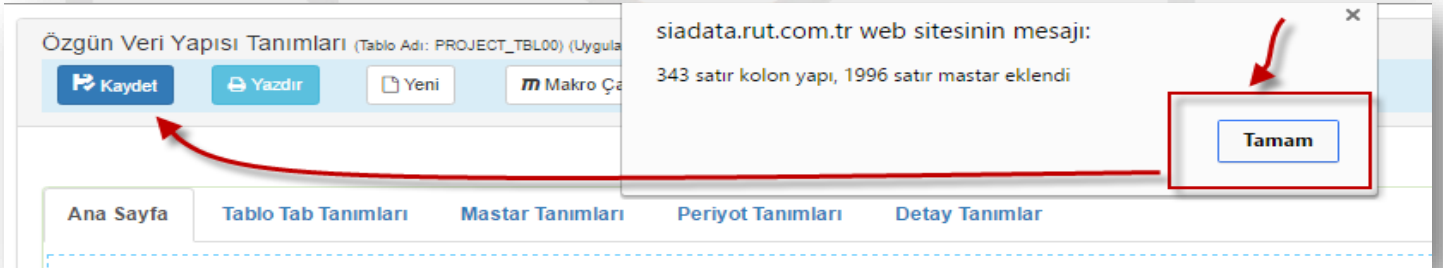 Özgün Veri Yapısı Tanımları (Tablo Adı: PROJECT_TBL00) (Uygula
Kaydet Yazdır Yeni m Makro Ça
siadata.rut.com.tr web sitesinin mesajı:
343 satır kolon yapı, 1996 satır mastar eklendi
Tamam
Ana Sayfa Tablo Tab Tanımları Mastar Tanımları Periyot Tanımları Detay Tanımlar